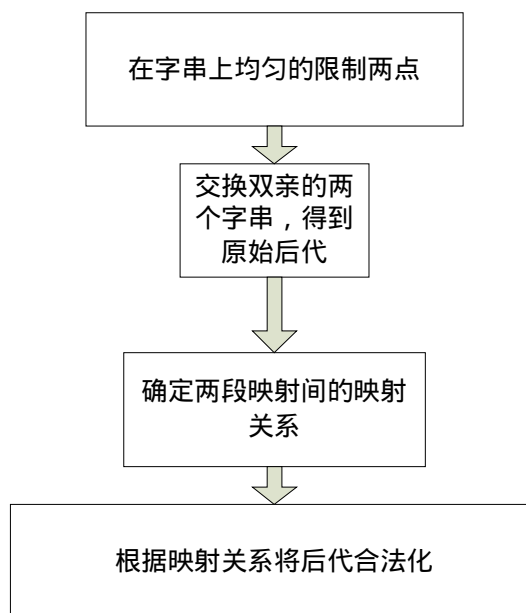 在字串上均匀的限制两点
交换双亲的两
个字串，得到
原始后代
确定两段映射间的映射
关系
根据映射关系将后代合法化